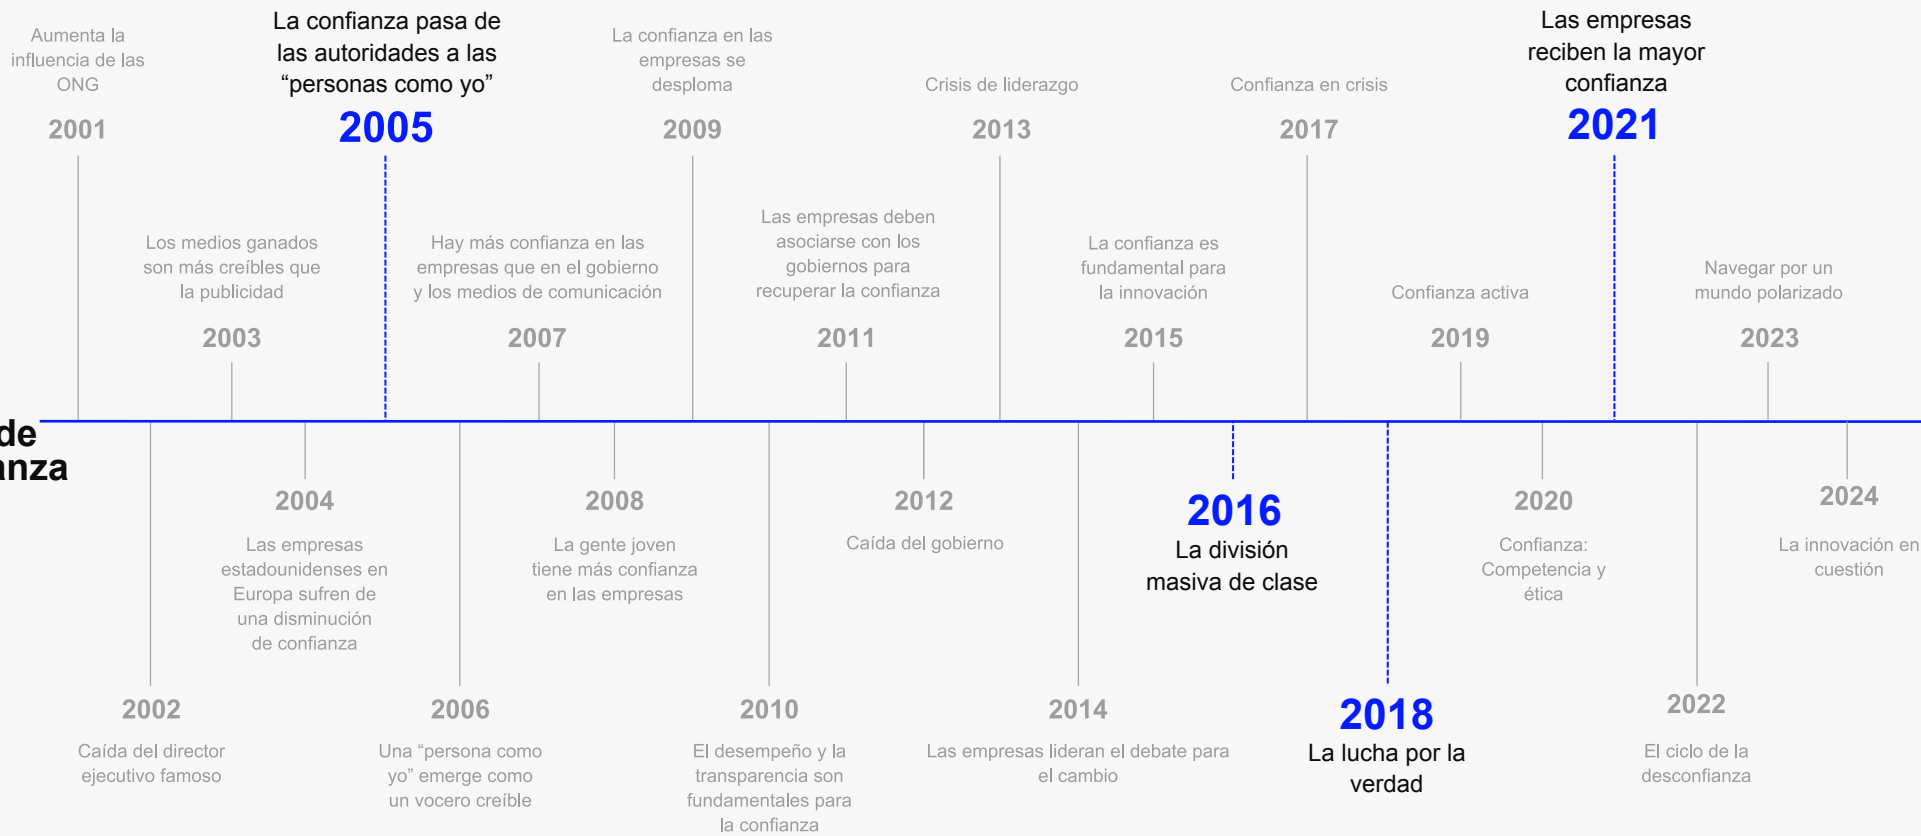 Aumenta la
influencia de las
ONG
2001
La confianza pasa de
las autoridades a las
“personas como yo”
2005
La confianza en las
empresas se
desploma
2009
Crisis de liderazgo
2013
Confianza en crisis
2017
Las empresas
reciben la mayor
confianza
2021
Los medios ganados
son más creíbles que
la publicidad
2003
Hay más confianza en las
empresas que en el gobierno
y los medios de comunicación
2007
Las empresas deben
asociarse con los
gobiernos para
recuperar la confianza
2011
La confianza es
fundamental para
la innovación
2015
Confianza activa
2019
Navegar por un
mundo polarizado
2023
de
anza
2004
Las empresas
estadounidenses en
Europa sufren de
una disminución
de confianza
2008
La gente joven
tiene más confianza
en las empresas
2012
Caída del gobierno
2016
La división
masiva de clase
2020
Confianza:
Competencia y
ética
2024
La innovación en
cuestión
2002
Caída del director
ejecutivo famoso
2006
Una “persona como
yo” emerge como
un vocero creíble
2010
El desempeño y la
transparencia son
fundamentales para
la confianza
2014
Las empresas lideran el debate para
el cambio
2018
La lucha por la
verdad
2022
El ciclo de la
desconfianza